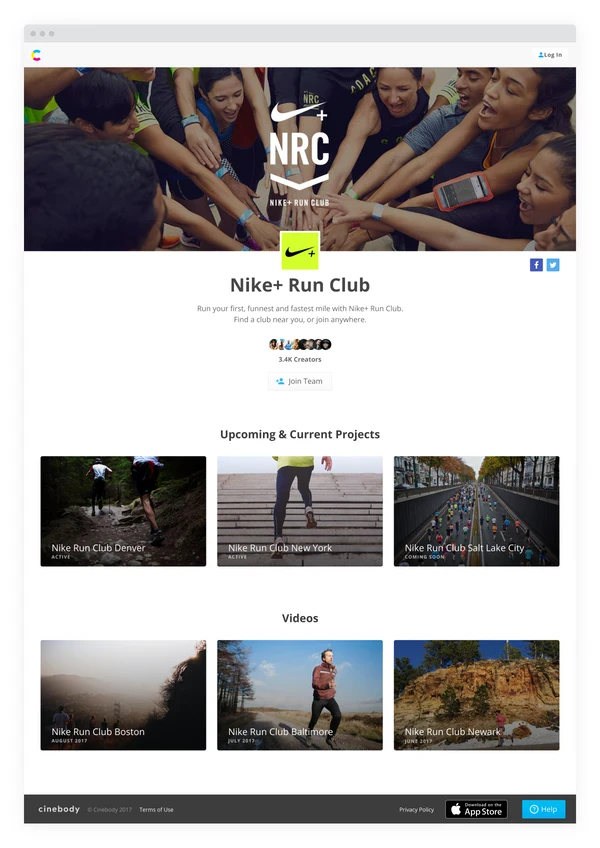 Log In
NRC
NRC
NIKE+ RUN CLUB
Nike+ Run Club
Run your first, funnest and fastest mile with Nike+ Run Club.
Find a club near you, or join anywhere.
3.4K Creators
Join Team
Upcoming & Current Projects
Nike Run Club Denver
ACTIVE
Nike Run Club New York
ACTIVE
Nike Run Club Salt Lake City
COMING SOON
Videos
Nike Run Club Boston
AUGUST 2017
Nike Run Club Baltimore
JULY 2017
Nike Run Club Newark
JUNE 2017
cinebody © Cinebody 2017 Terms of Use Privacy Policy
Download on the
App Store
Help